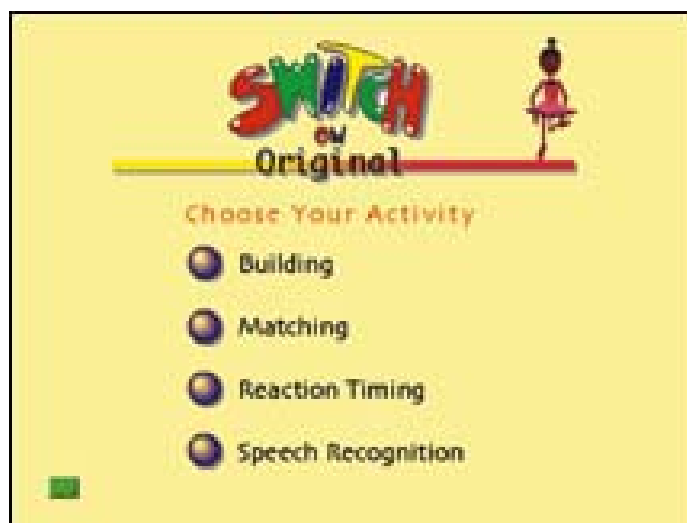 SWITCH
ON
Original
Choose Your Activity
Building
Matching
Reaction Timing
Speech Recognition